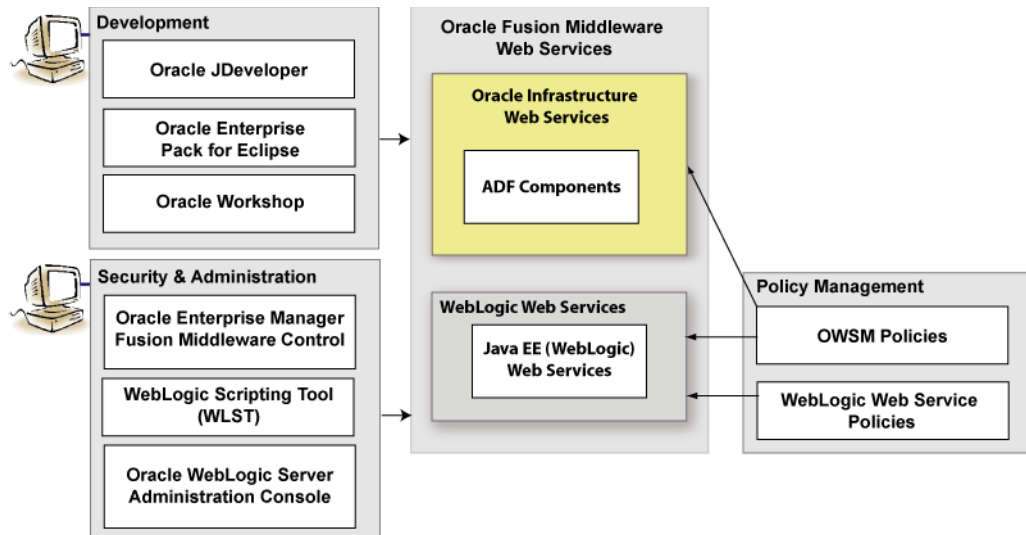 Development
Oracle JDeveloper
Oracle Enterprise
Pack for Eclipse
Oracle Workshop
Security & Administration
Oracle Enterprise Manager
Fusion Middleware Control
WebLogic Scripting Tool
(WLST)
Oracle WebLogic Server
Administration Console
Oracle Fusion Middleware
Web Services
Oracle Infrastructure
Web Services
ADF Components
WebLogic Web Services
Java EE (WebLogic)
Web Services
Policy Management
OWSM Policies
WebLogic Web Service
Policies